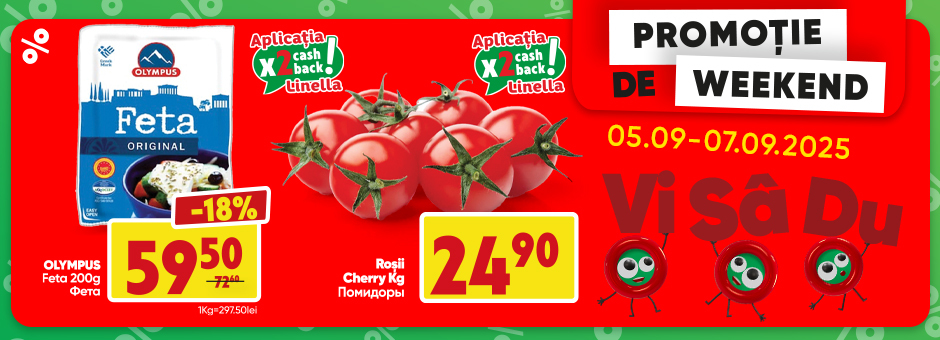 %
OLYMPUS
Feta
ORIGINAL
EASY
OPEN
-18%
OLYMPUS
Feta 200g
Фета
59 50
72 60
1Kg=297.50lei
Aplicația
x2 cash
back!
Linella
Aplicația
x2 cash
back!
Linella
Roșii
Cherry Kg
Помидоры
24 90
PROMOȚIE
DE WEEKEND
05.09-07.09.2025
Vi Sâ Du